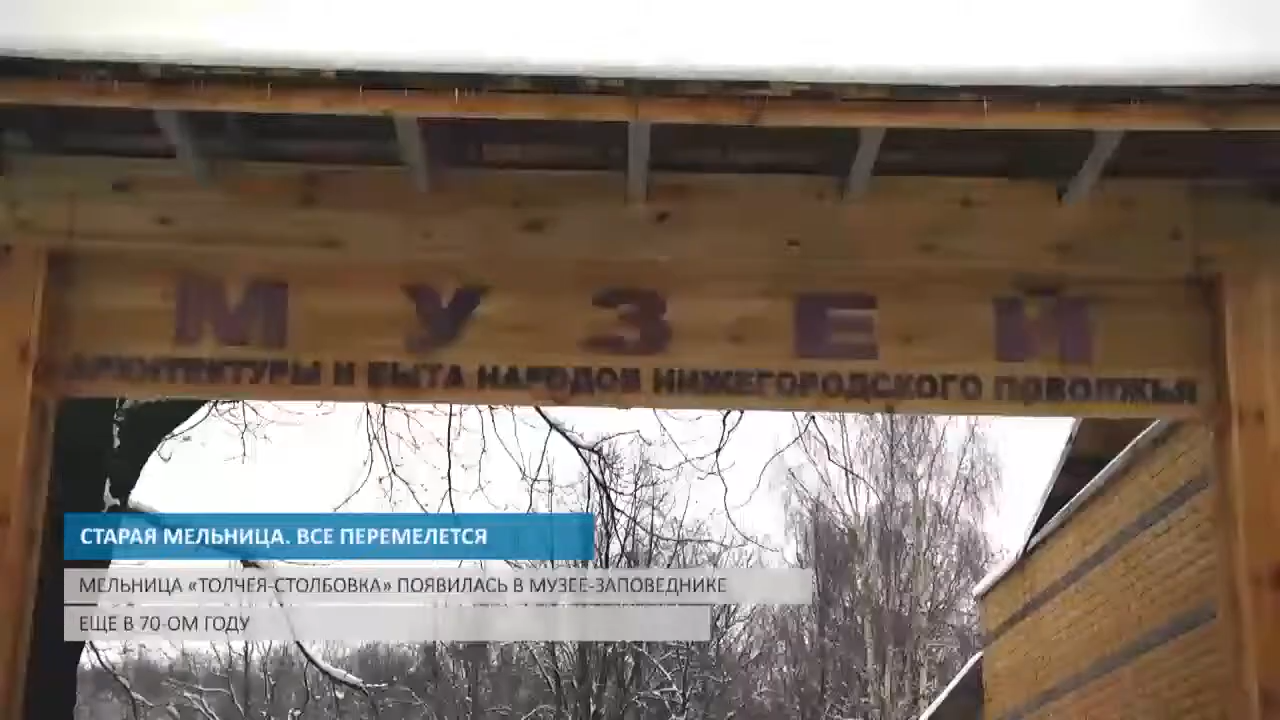 МУЗЕЙ
АРХИТЕКТУРЫ И БЫТА НАРОДОВ НИЖЕГОРОДСКОГО ПОВОЛЖЬЯ
СТАРАЯ МЕЛЬНИЦА. ВСЕ ПЕРЕМЕЛЕТСЯ
МЕЛЬНИЦА «ТОЛЧЕЯ-СТОЛБОВКА» ПОЯВИЛАСЬ В МУЗЕЕ-ЗАПОВЕДНИКЕ
ЕЩЕ В 70-ОМ ГОДУ